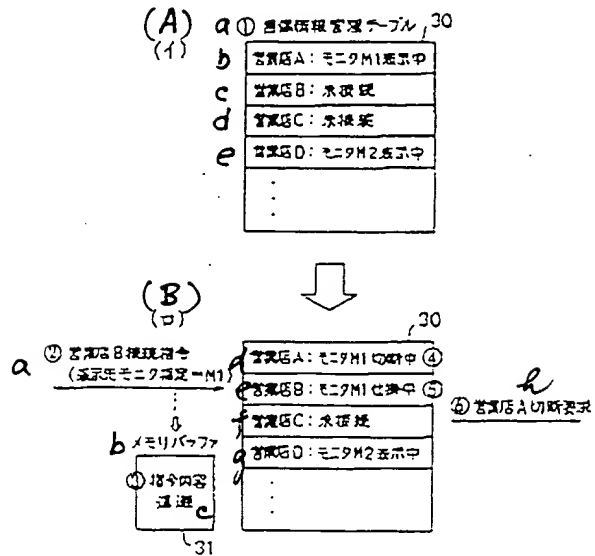 (A)
(イ)
a ① 全体情報管理テーブル 30
b 営業店A: モニタM1表示中
c 営業店B: 未接続
d 営業店C: 未接続
e 営業店D: モニタM2表示中
(B)
(ロ)
30
a ② 営業店B接続指令
(表示先モニタ指定=M1)
d 営業店A: モニタM1切断中 ④
e 営業店B: モニタM1 中 ⑤
h
⑥ 営業店A切断要求
f 営業店C: 未接続
g 営業店D: モニタM2表示中
b メモリバッファ
③ 指令内容
退避 c
31